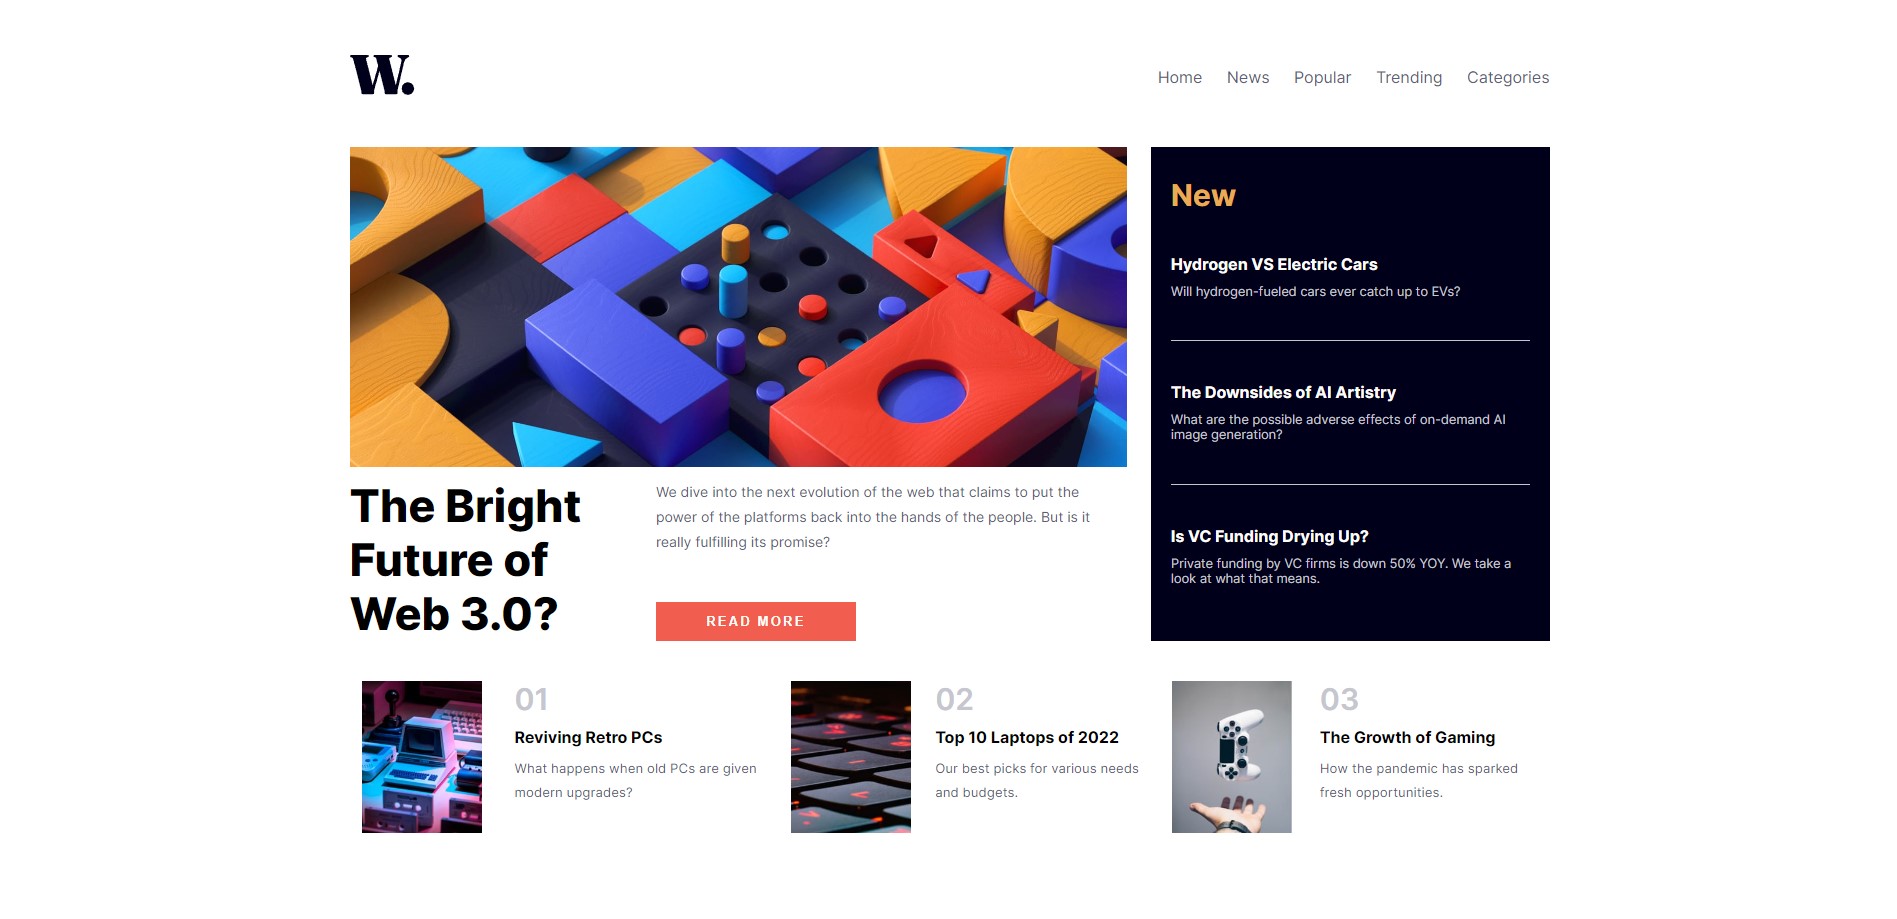 W.
Home News Popular Trending Categories
The Bright
Future of
Web 3.0?
We dive into the next evolution of the web that claims to put the
power of the platforms back into the hands of the people. But is it
really fulfilling its promise?
READ MORE
New
Hydrogen VS Electric Cars
Will hydrogen-fueled cars ever catch up to EVs?
The Downsides of AI Artistry
What are the possible adverse effects of on-demand AI
image generation?
Is VC Funding Drying Up?
Private funding by VC firms is down 50% YOY. We take a
look at what that means.
01
Reviving Retro PCs
What happens when old PCs are given
modern upgrades?
02
Top 10 Laptops of 2022
Our best picks for various needs
and budgets.
03
The Growth of Gaming
How the pandemic has sparked
fresh opportunities.